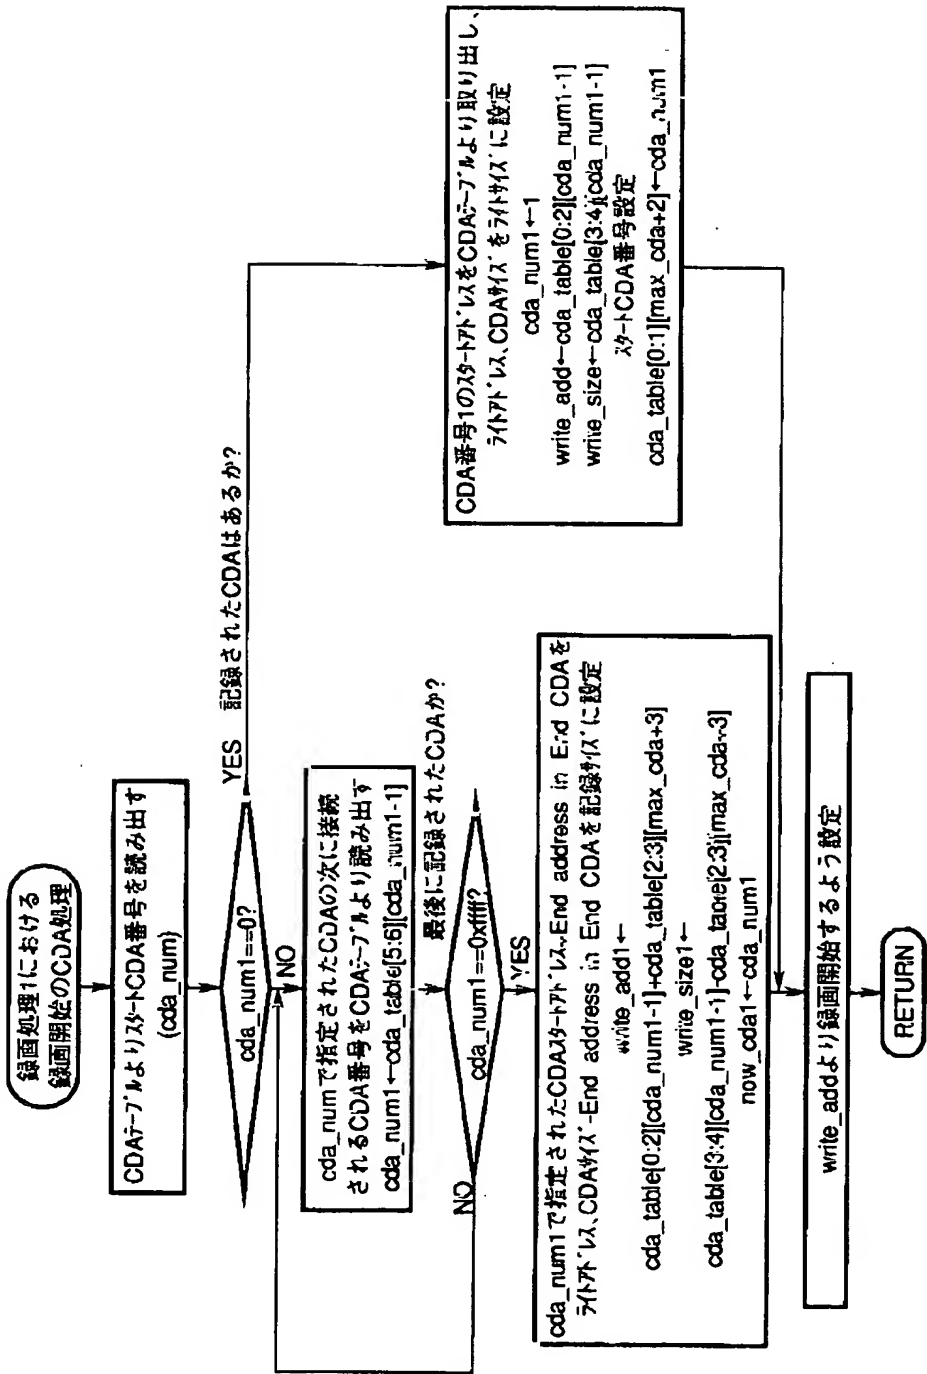 録画処理1における
録画開始のCDA処理
CDAテーブルよりスタートCDA番号を読み出す
(cda_num)
cda_num1==0?
YES 記録されたCDAはあるか?
NO
cda_numで指定されたCDAの次に接続
されるCDA番号をCDAテーブルより読み出す
cda_num1←cda_table[5:6][cda_num1-1]
最後に記録されたCDAか?
cda_num1==0xffff?
NO
YES
cda_num1で指定されたCDAスタートアドレス、End address in End CDAを
ライトアドレス、CDAサイズ-End address in End CDAを記録サイズに設定
write_add1←
cda_table[0:2][cda_num1-1]+cda_table[2:3][max_cda+3]
write_size1←
cda_table[3:4][cda_num1-1]-cda_table[2:3][max_cda+3]
now_cda1←cda_num1
CDA番号1のスタートアドレスをCDAテーブルより取り出し、
ライトアドレス、CDAサイズをライトサイズに設定
cda_num1←1
write_add←cda_table[0:2][cda_num1-1]
write_size←cda_table[3:4][cda_num1-1]
スタートCDA番号設定
cda_table[0:1][max_cda+2]←cda_num1
write_addより録画開始するよう設定
RETURN